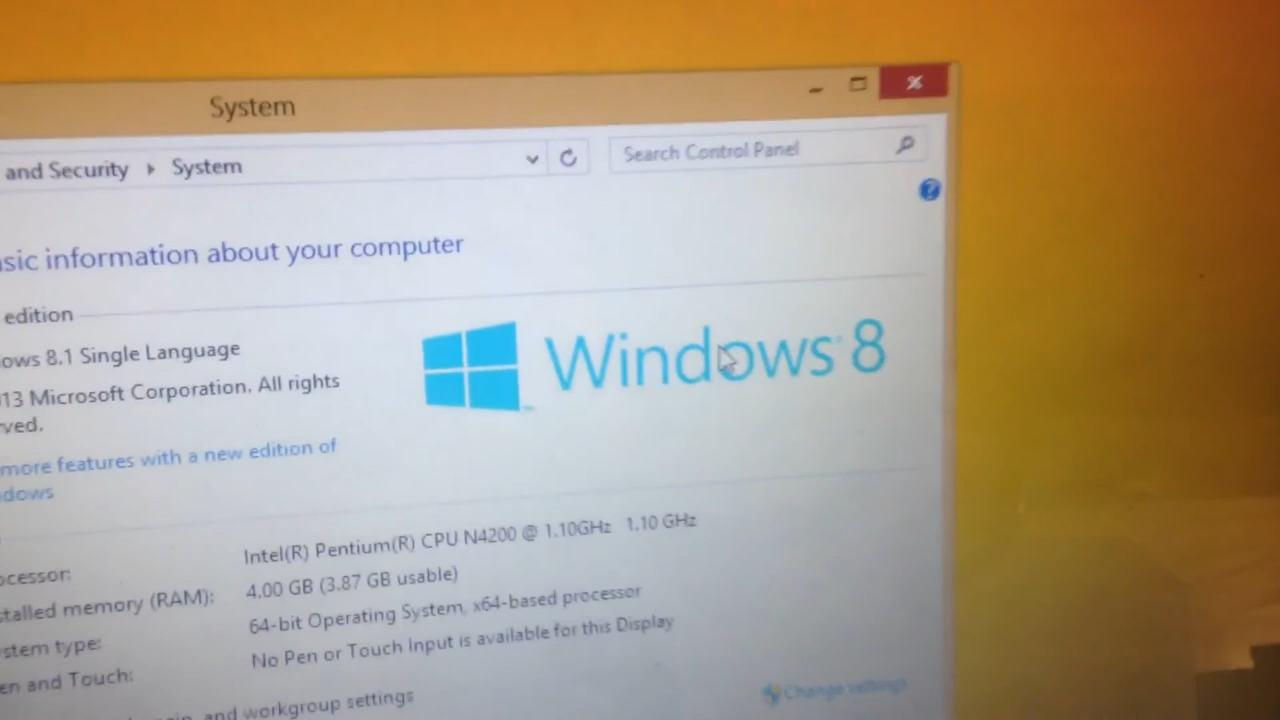 System
and Security ▸ System
Search Control Panel
asic information about your computer
edition
ows 8.1 Single Language
13 Microsoft Corporation. All rights
rved.
more features with a new edition of
dows
Windows 8
ocessor: Intel(R) Pentium(R) CPU N4200 @ 1.10GHz 1.10 GHz
stalled memory (RAM): 4.00 GB (3.87 GB usable)
stem type: 64-bit Operating System, x64-based processor
en and Touch: No Pen or Touch Input is available for this Display
and workgroup settings
Change settings